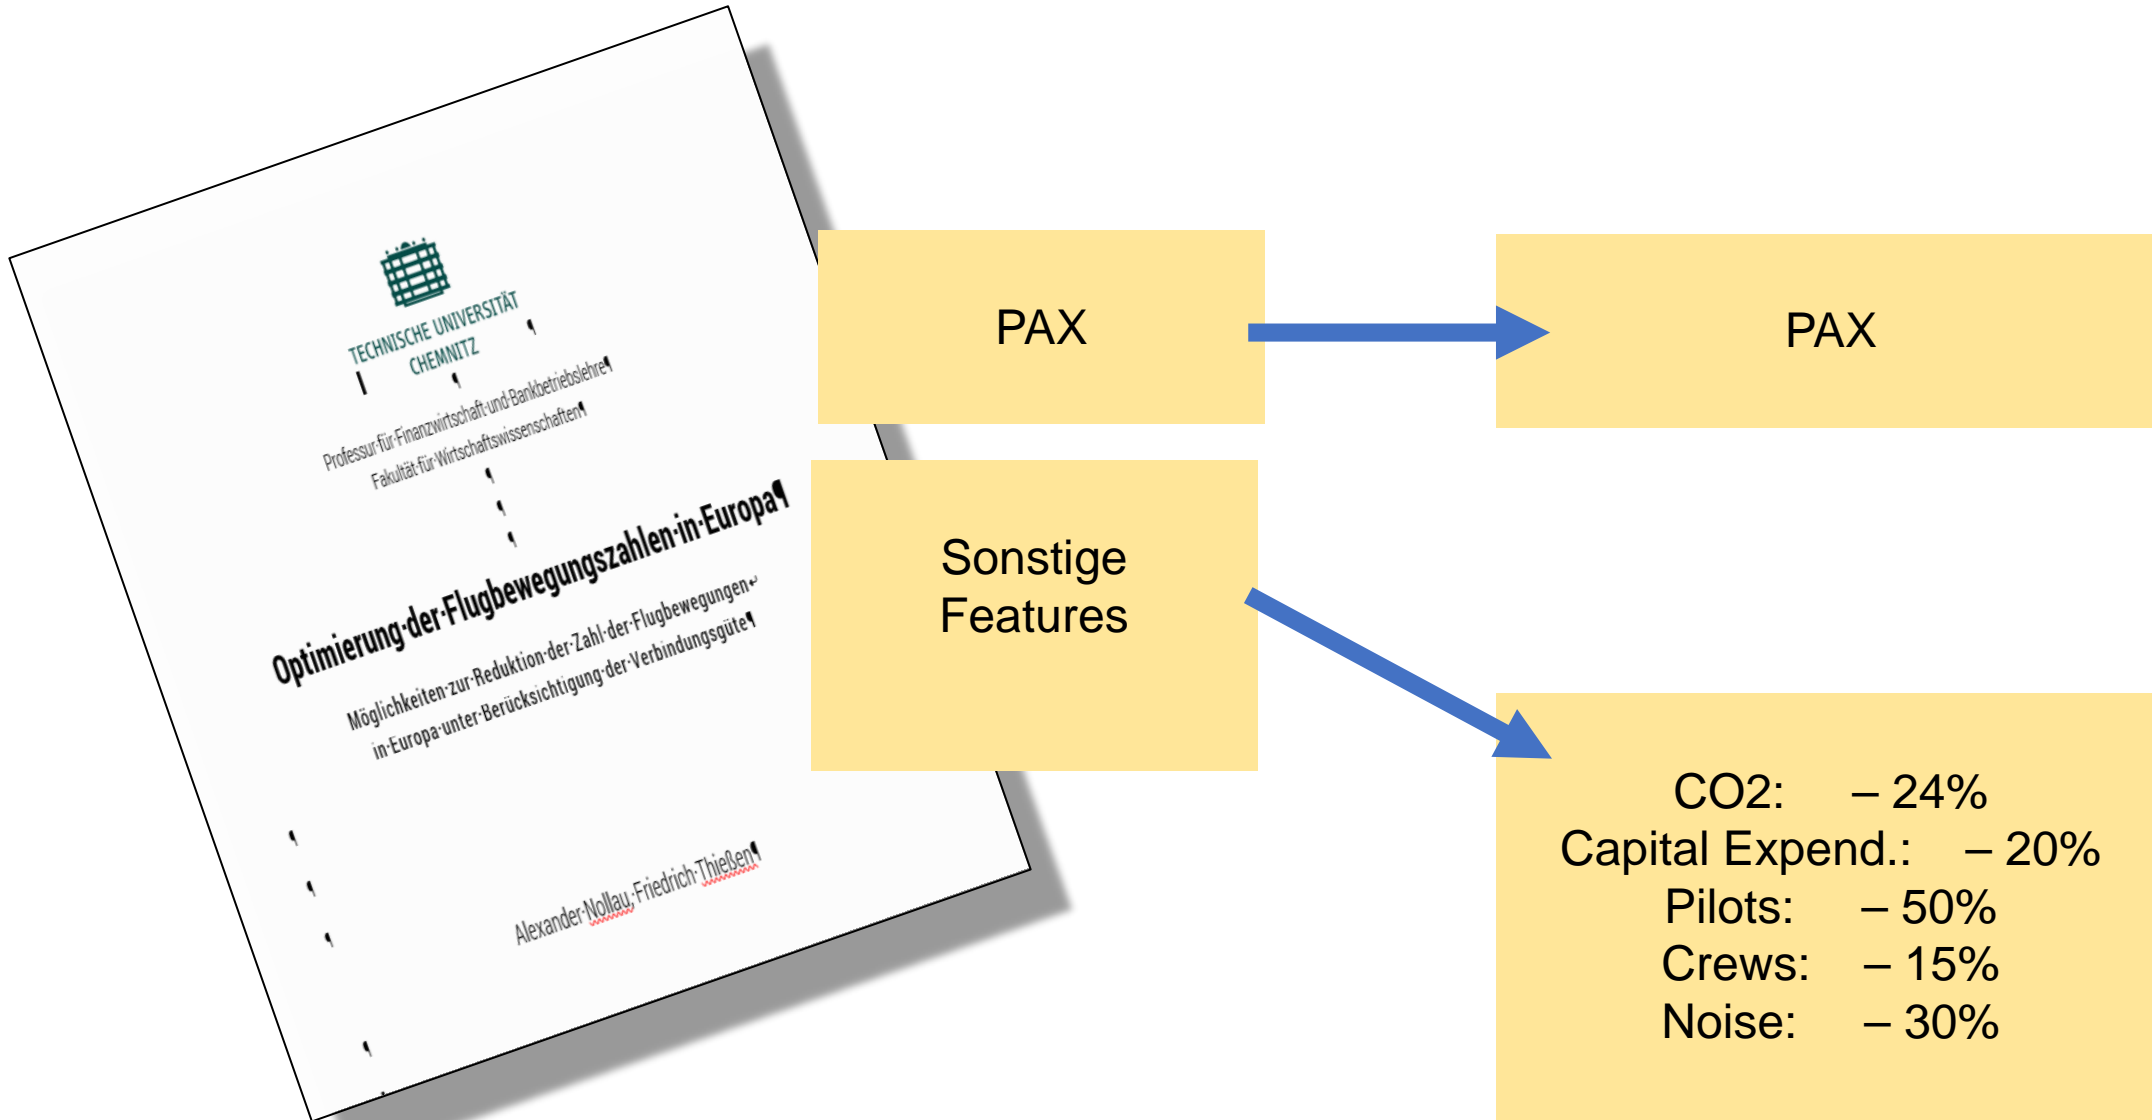 TECHNISCHE UNIVERSITÄT
CHEMNITZ
¶
¶
Professur·für·Finanzwirtschaft·und·Bankbetriebslehre¶
Fakultät·für·Wirtschaftswissenschaften¶
¶
¶
¶
Optimierung·der·Flugbewegungszahlen·in·Europa¶
Möglichkeiten·zur·Reduktion·der·Zahl·der·Flugbewegungen↵
in·Europa·unter·Berücksichtigung·der·Verbindungsgüte¶
¶
¶
¶
Alexander·Nollau,·Friedrich·Thießen¶
¶
PAX
PAX
Sonstige
Features
CO2: – 24%
Capital Expend.: – 20%
Pilots: – 50%
Crews: – 15%
Noise: – 30%